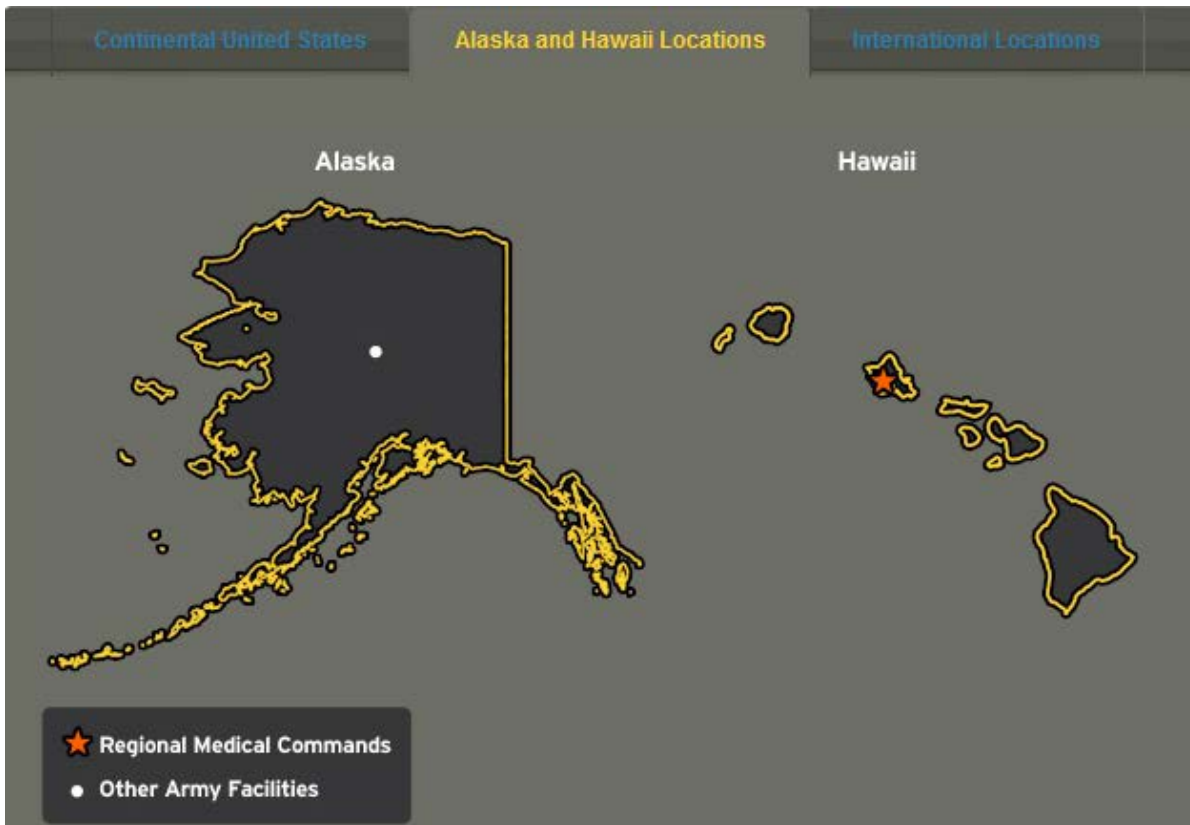 Continental United States
Alaska and Hawaii Locations
International Locations
Alaska
Hawaii
Regional Medical Commands
Other Army Facilities